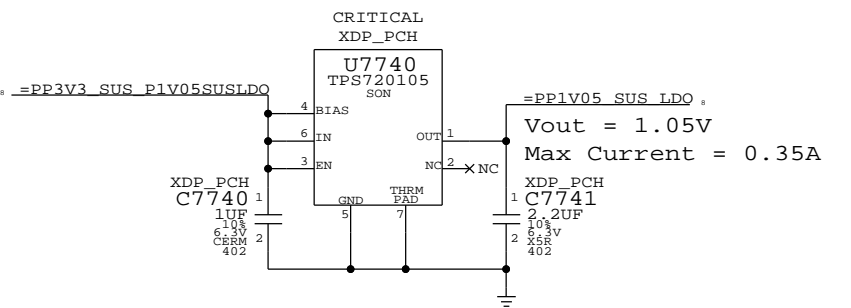 CRITICAL
XDP_PCH
U7740
TPS720105
SON
8 =PP3V3_SUS_P1V05SUSLDO
=PP1V05_SUS_LDO 8
4 BIAS
6 IN
OUT 1
3 EN
NC 2 NC
GND
5
THRM
PAD
7
Vout = 1.05V
Max Current = 0.35A
XDP_PCH
C7740 1
1UF
10%
6.3V
CERM
402
2
XDP_PCH
1 C7741
2.2UF
10%
6.3V
X5R
402
2